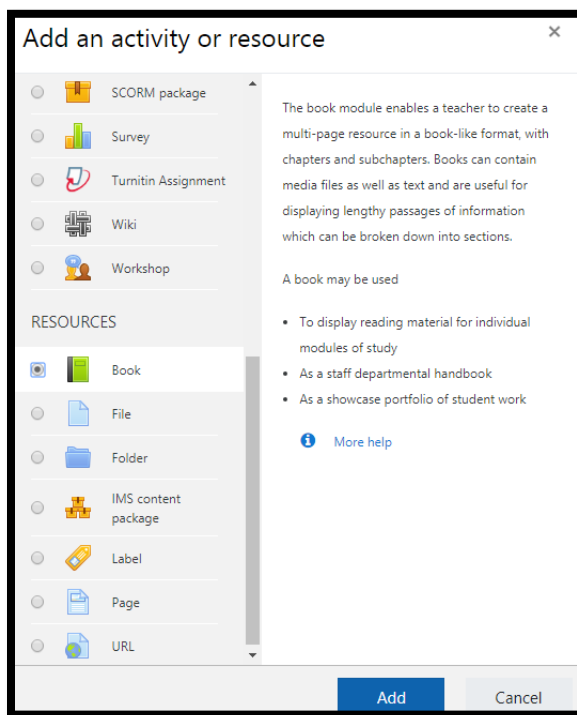 Add an activity or resource
×
SCORM package
Survey
Turnitin Assignment
Wiki
Workshop
RESOURCES
Book
File
Folder
IMS content
package
Label
Page
URL
The book module enables a teacher to create a
multi-page resource in a book-like format, with
chapters and subchapters. Books can contain
media files as well as text and are useful for
displaying lengthy passages of information
which can be broken down into sections.
A book may be used
• To display reading material for individual
modules of study
• As a staff departmental handbook
• As a showcase portfolio of student work
More help
Add
Cancel